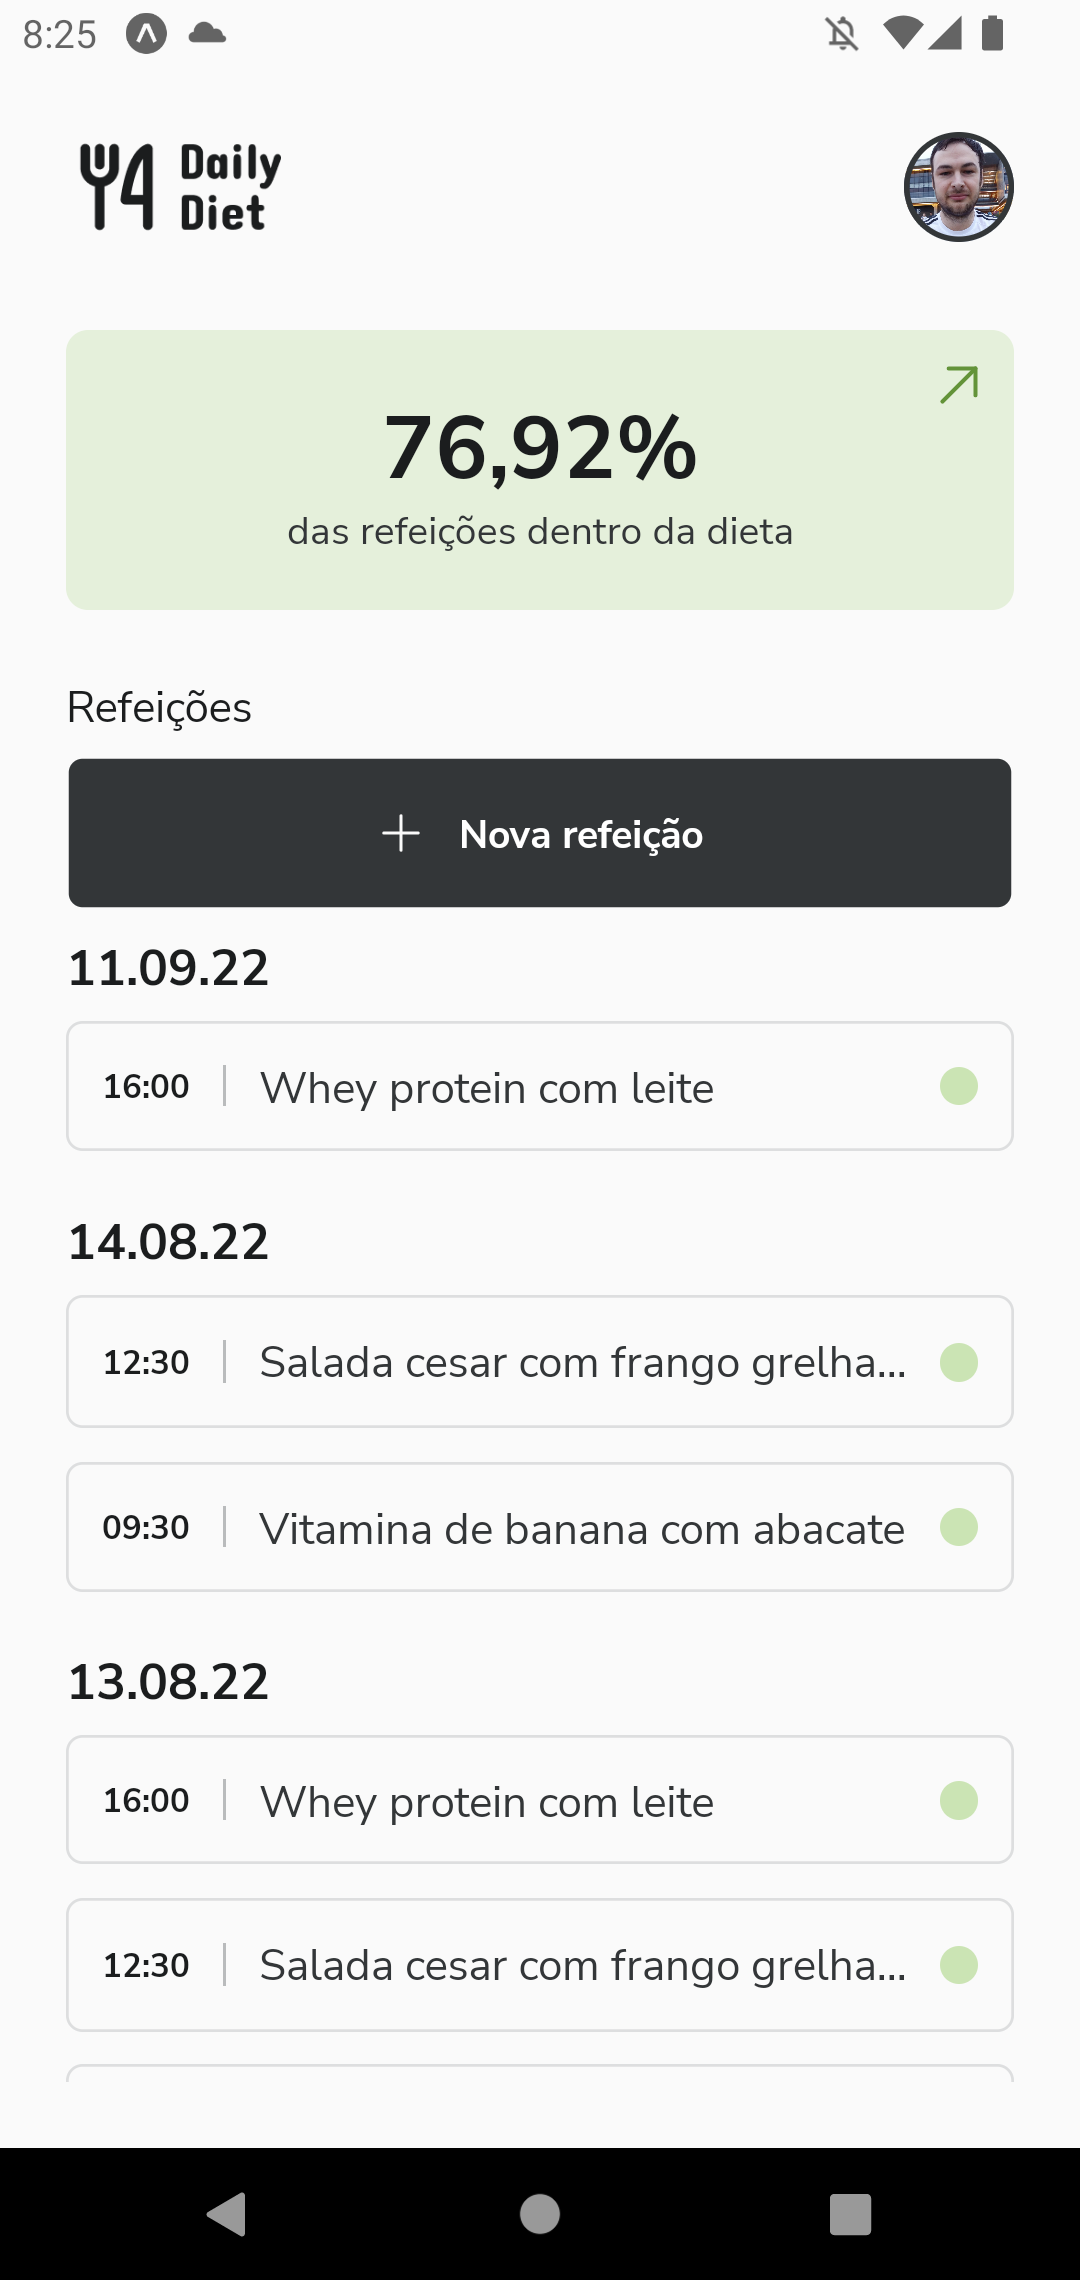 8:25
Daily
Diet
76,92%
das refeições dentro da dieta
Refeições
Nova refeição
11.09.22
16:00 Whey protein com leite
14.08.22
12:30 Salada cesar com frango grelha...
09:30 Vitamina de banana com abacate
13.08.22
16:00 Whey protein com leite
12:30 Salada cesar com frango grelha...